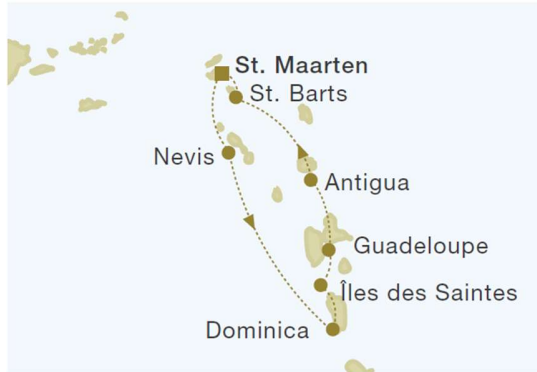 St. Maarten
St. Barts
Nevis
Antigua
Guadeloupe
Îles des Saintes
Dominica